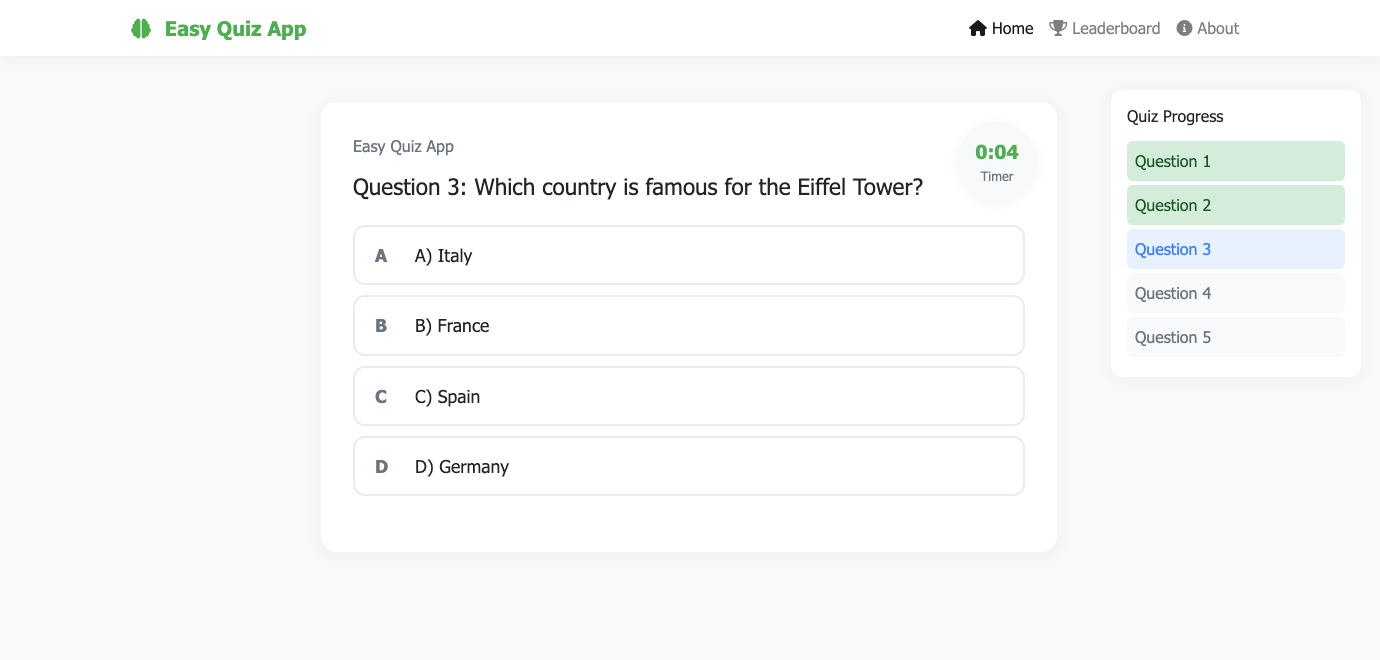 Easy Quiz App
Home Leaderboard About
Easy Quiz App
Question 3: Which country is famous for the Eiffel Tower?
0:04
Timer
A A) Italy
B B) France
C C) Spain
D D) Germany
Quiz Progress
Question 1
Question 2
Question 3
Question 4
Question 5